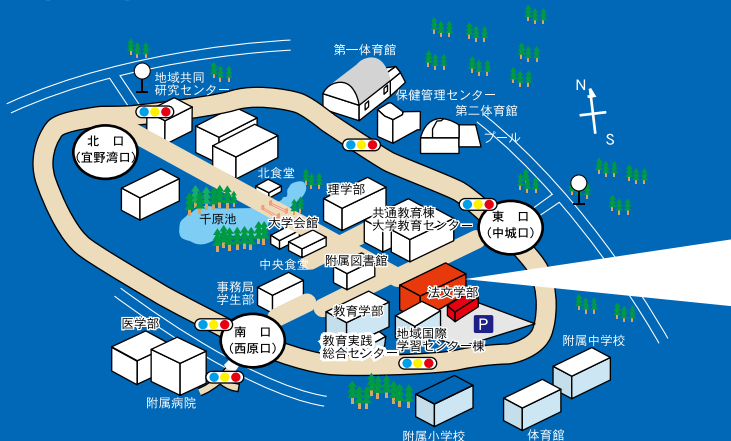 第一体育館
地域共同
研究センター
保健管理センター
第二体育館
プール
N
S
北　口
（宜野湾口）
北食堂
理学部
千原池
大学会館
共通教育棟
大学教育センター
東　口
（中城口）
中央食堂
附属図書館
事務局
学生部
法文学部
教育学部
医学部
南　口
（西原口）
教育実践
総合センター
地域国際
学習センター棟
P
附属中学校
附属病院
附属小学校
体育館